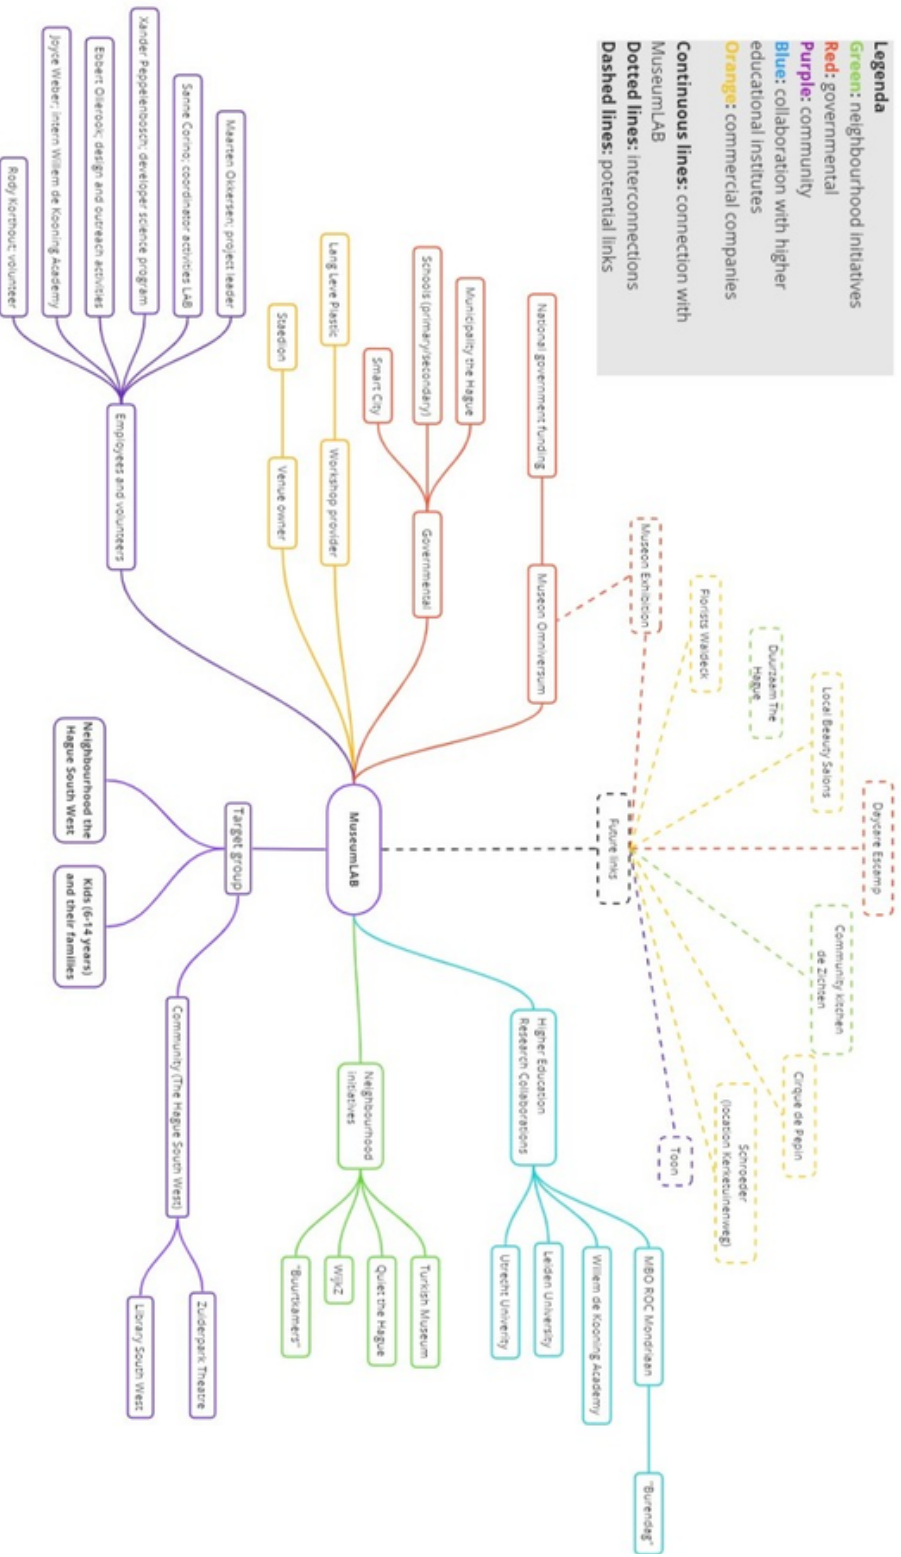 Legenda
Green: neighbourhood initiatives
Red: governmental
Purple: community
Blue: collaboration with higher
educational institutes
Orange: commercial companies
Continuous lines: connection with
MuseumLAB
Dotted lines: interconnections
Dashed lines: potential links
Daycare Escamp
Local Beauty Salons
Community kitchen
de Zichten
Duurzaam The
Hague
Cirque de Pepin
Florists Waldeck
Schroeder
(location Kerketuinenweg)
Museon Exhibition
Toon
Future links
National government funding
Museon Omniversum
Municipality the Hague
Schools (primary/secondary)
Smart City
Governmental
Lang Leve Plastic
Workshop provider
Staedion
Venue owner
Maarten Okkersen; project leader
Sanne Corino; coordinator activities LAB
Xander Peppelenbosch; developer science program
Ebbert Olierook; design and outreach activities
Joyce Weber; intern Willem de Kooning Academy
Rody Korthout; volunteer
Employees and volunteers
MuseumLAB
Higher Education
Research Collaborations
MBO ROC Mondriaan
"Burendag"
Willem de Kooning Academy
Leiden University
Utrecht Univerity
Neighbourhood
initiatives
Turkish Museum
Quiet the Hague
WijkZ
"Buurtkamers"
Target group
Community (The Hague South West)
Zuiderpark Theatre
Library South West
Neighbourhood the
Hague South West
Kids (6-14 years)
and their families